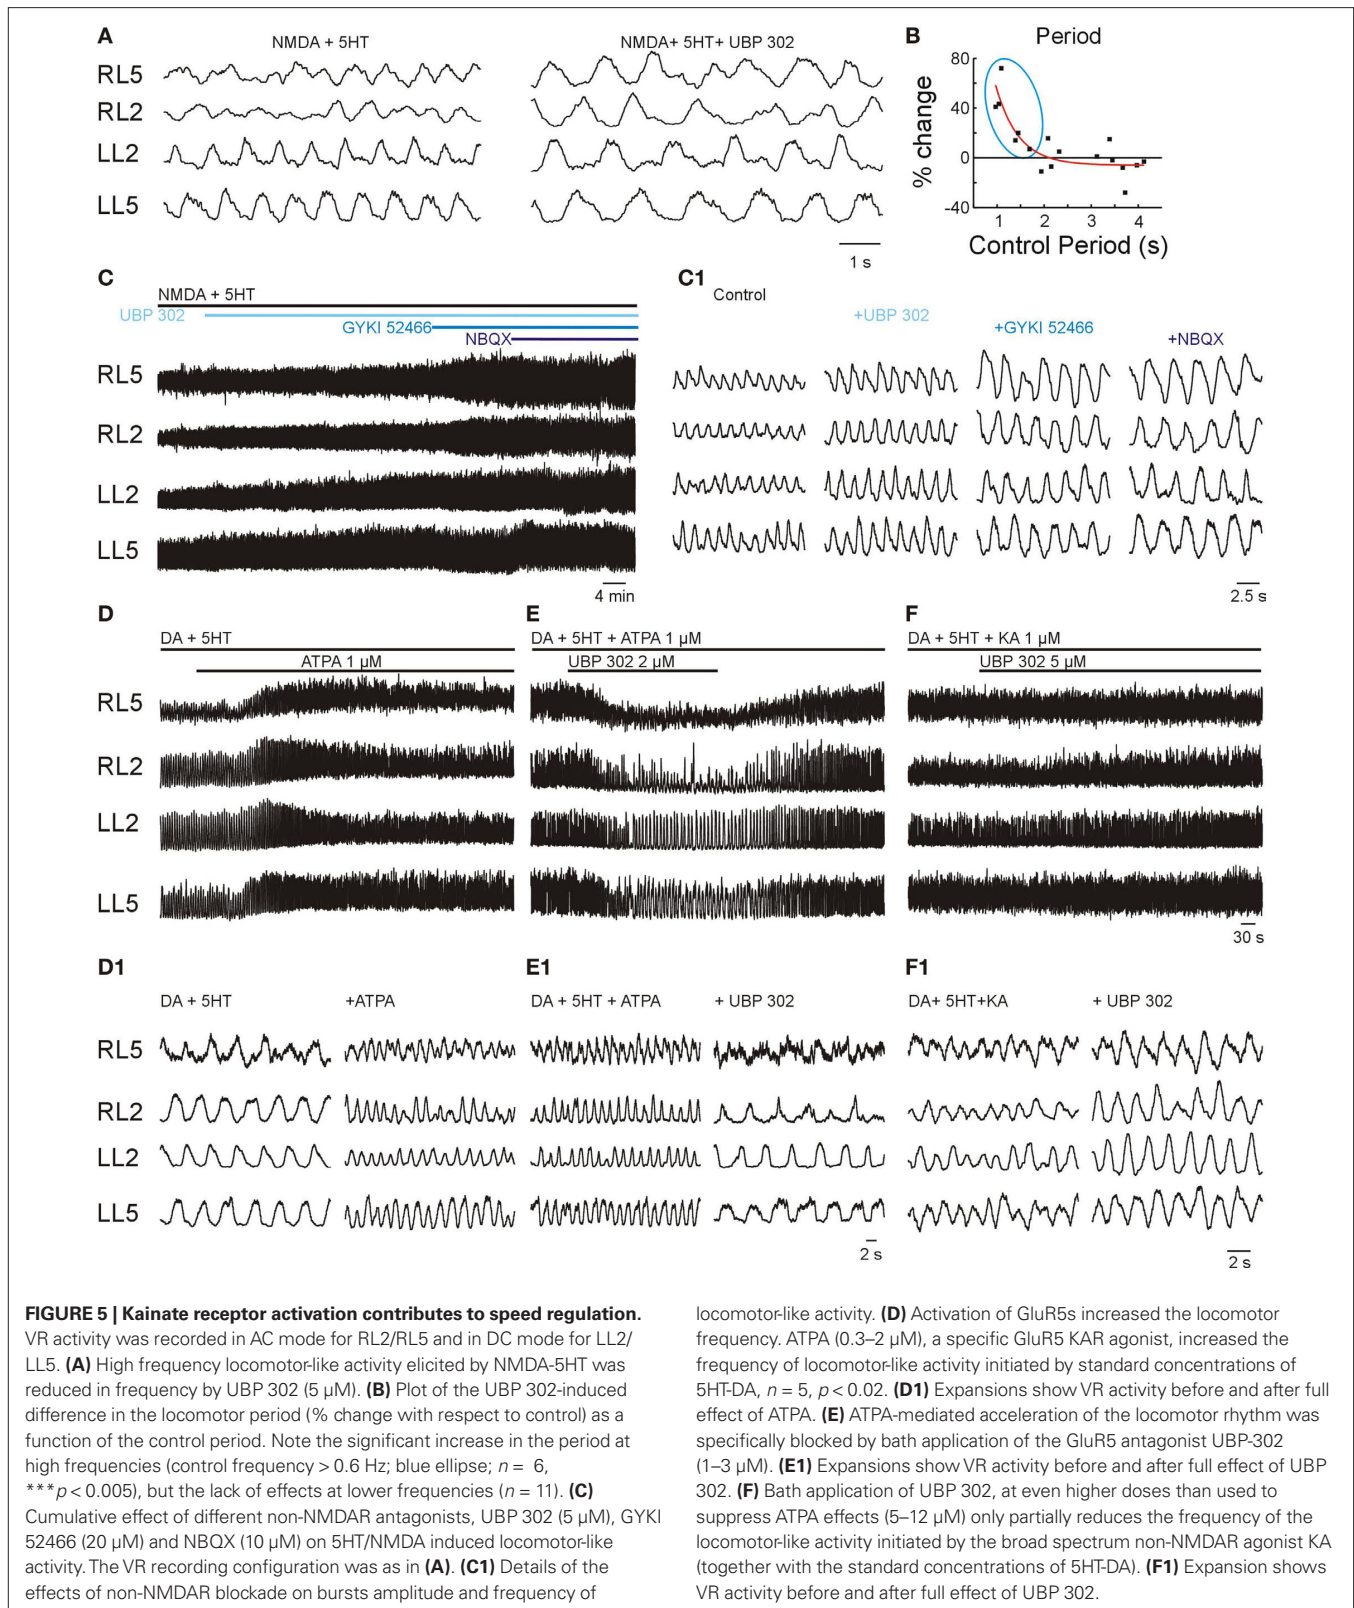 A
NMDA + 5HT
NMDA+ 5HT+ UBP 302
RL5
RL2
LL2
LL5
1 s
B
Period
% change
80
40
0
-40
1 2 3 4
Control Period (s)
C
NMDA + 5HT
UBP 302
GYKI 52466
NBQX
RL5
RL2
LL2
LL5
4 min
C1
Control
+UBP 302
+GYKI 52466
+NBQX
2.5 s
D
DA + 5HT
ATPA 1 µM
RL5
RL2
LL2
LL5
E
DA + 5HT + ATPA 1 µM
UBP 302 2 µM
F
DA + 5HT + KA 1 µM
UBP 302 5 µM
30 s
D1
DA + 5HT
+ATPA
RL5
RL2
LL2
LL5
E1
DA + 5HT + ATPA
+ UBP 302
2 s
F1
DA+ 5HT+KA
+ UBP 302
2 s
FIGURE 5 | Kainate receptor activation contributes to speed regulation.
VR activity was recorded in AC mode for RL2/RL5 and in DC mode for LL2/
LL5. (A) High frequency locomotor-like activity elicited by NMDA-5HT was
reduced in frequency by UBP 302 (5 µM). (B) Plot of the UBP 302-induced
difference in the locomotor period (% change with respect to control) as a
function of the control period. Note the significant increase in the period at
high frequencies (control frequency > 0.6 Hz; blue ellipse; n = 6,
***p < 0.005), but the lack of effects at lower frequencies (n = 11). (C)
Cumulative effect of different non-NMDAR antagonists, UBP 302 (5 µM), GYKI
52466 (20 µM) and NBQX (10 µM) on 5HT/NMDA induced locomotor-like
activity. The VR recording configuration was as in (A). (C1) Details of the
effects of non-NMDAR blockade on bursts amplitude and frequency of
locomotor-like activity. (D) Activation of GluR5s increased the locomotor
frequency. ATPA (0.3–2 µM), a specific GluR5 KAR agonist, increased the
frequency of locomotor-like activity initiated by standard concentrations of
5HT-DA, n = 5, p < 0.02. (D1) Expansions show VR activity before and after full
effect of ATPA. (E) ATPA-mediated acceleration of the locomotor rhythm was
specifically blocked by bath application of the GluR5 antagonist UBP-302
(1–3 µM). (E1) Expansions show VR activity before and after full effect of UBP
302. (F) Bath application of UBP 302, at even higher doses than used to
suppress ATPA effects (5–12 µM) only partially reduces the frequency of the
locomotor-like activity initiated by the broad spectrum non-NMDAR agonist KA
(together with the standard concentrations of 5HT-DA). (F1) Expansion shows
VR activity before and after full effect of UBP 302.